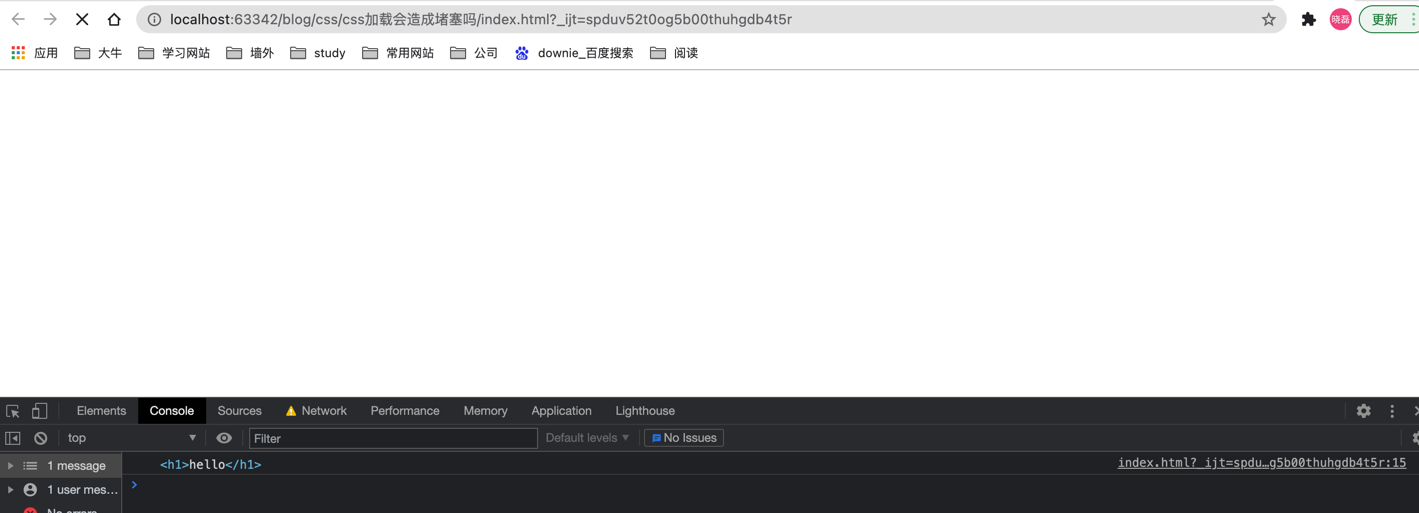 localhost:63342/blog/css/css加载会造成堵塞吗/index.html?_ijt=spduv52t0og5b00thuhgdb4t5r 晓磊 更新
应用 大牛 学习网站 墙外 study 常用网站 公司 downie_百度搜索 阅读
Elements Console Sources Network Performance Memory Application Lighthouse
top Filter Default levels No Issues
1 message <h1>hello</h1> index.html?_ijt=spdu…g5b00thuhgdb4t5r:15
1 user mes…
No errors